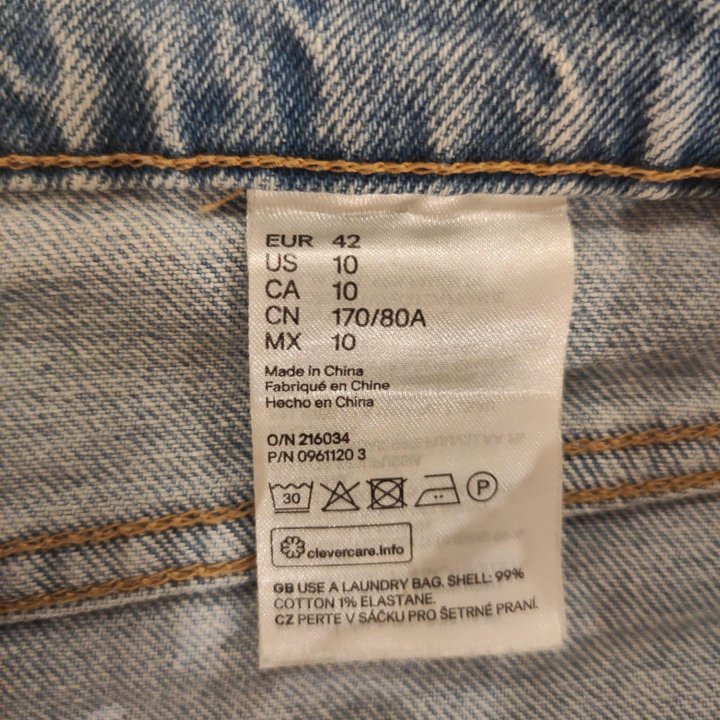 EUR 42
US 10
CA 10
CN 170/80A
MX 10
Made in China
Fabriqué en Chine
Hecho en China
O/N 216034
P/N 0961120 3
30 P
clevercare.info
GB USE A LAUNDRY BAG. SHELL: 99%
COTTON 1% ELASTANE.
CZ PERTE V SÁČKU PRO ŠETRNÉ PRANÍ.